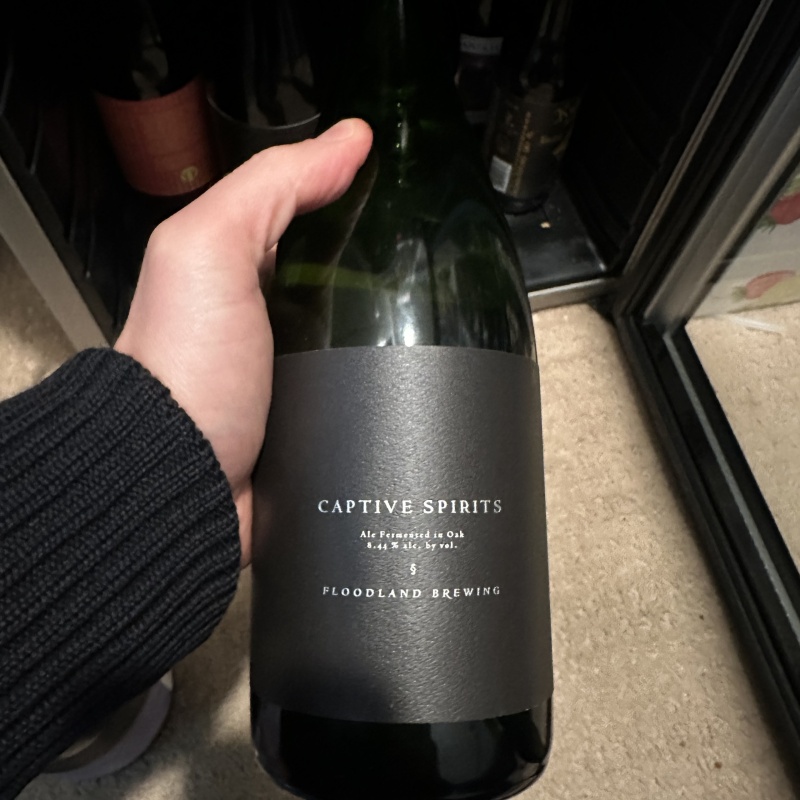 CAPTIVE SPIRITS
Ale Fermented in Oak
8.44 % alc. by vol.
§
FLOODLAND BREWING